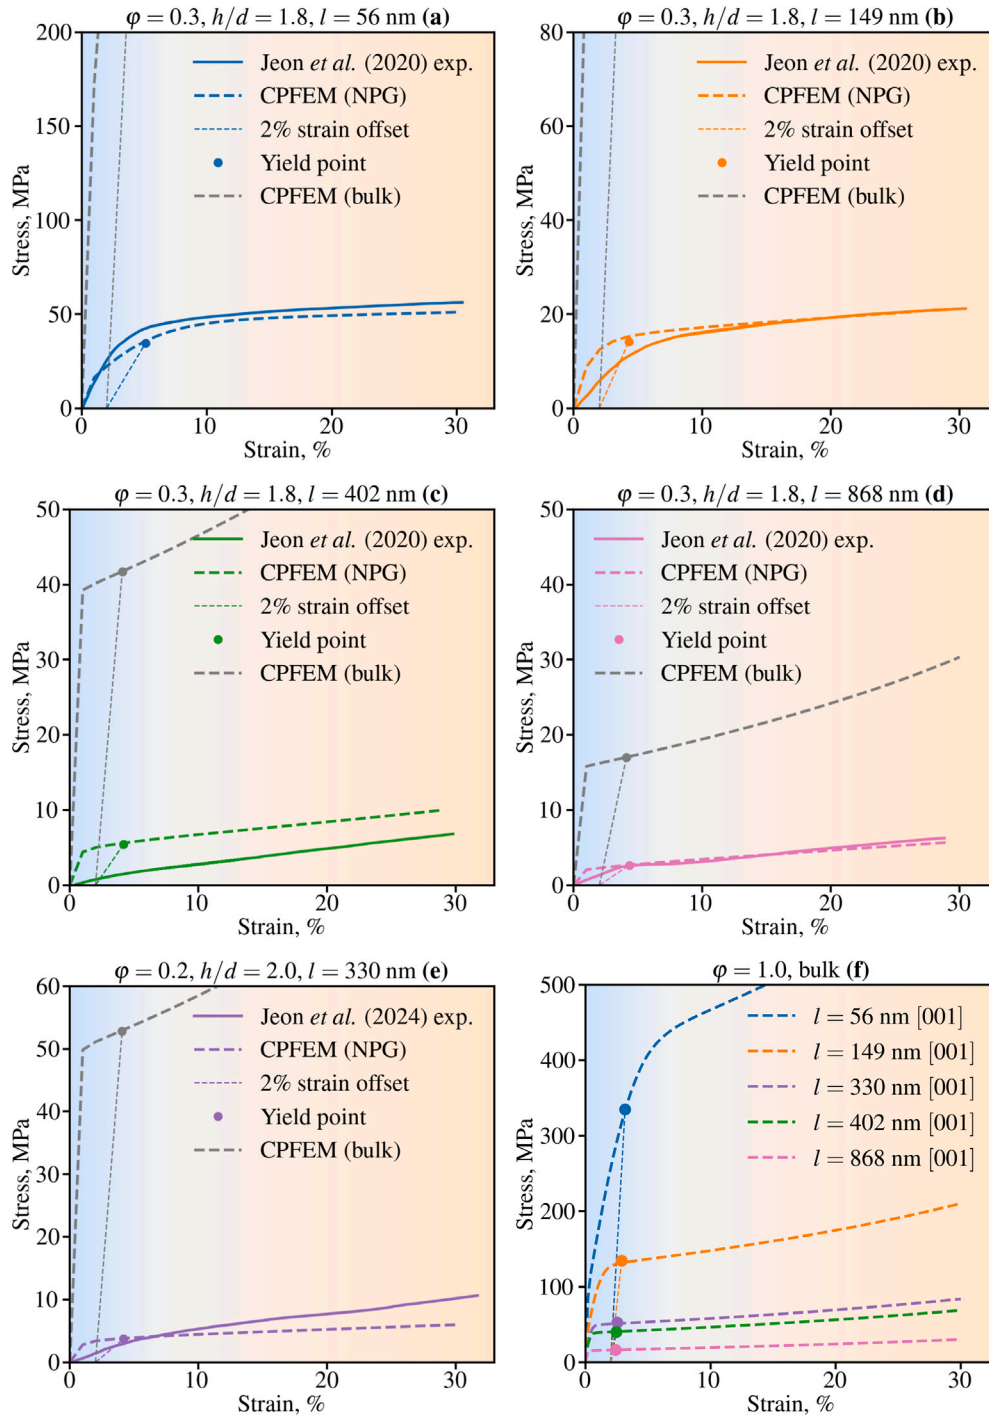 φ = 0.3, h/d = 1.8, l = 56 nm (a)
200
150
100
50
0
Stress, MPa
Jeon et al. (2020) exp.
CPFEM (NPG)
2% strain offset
Yield point
CPFEM (bulk)
0 10 20 30
Strain, %
φ = 0.3, h/d = 1.8, l = 149 nm (b)
80
60
40
20
0
Stress, MPa
Jeon et al. (2020) exp.
CPFEM (NPG)
2% strain offset
Yield point
CPFEM (bulk)
0 10 20 30
Strain, %
φ = 0.3, h/d = 1.8, l = 402 nm (c)
50
40
30
20
10
0
Stress, MPa
Jeon et al. (2020) exp.
CPFEM (NPG)
2% strain offset
Yield point
CPFEM (bulk)
0 10 20 30
Strain, %
φ = 0.3, h/d = 1.8, l = 868 nm (d)
50
40
30
20
10
0
Stress, MPa
Jeon et al. (2020) exp.
CPFEM (NPG)
2% strain offset
Yield point
CPFEM (bulk)
0 10 20 30
Strain, %
φ = 0.2, h/d = 2.0, l = 330 nm (e)
60
50
40
30
20
10
0
Stress, MPa
Jeon et al. (2024) exp.
CPFEM (NPG)
2% strain offset
Yield point
CPFEM (bulk)
0 10 20 30
Strain, %
φ = 1.0, bulk (f)
500
400
300
200
100
0
Stress, MPa
l = 56 nm [001]
l = 149 nm [001]
l = 330 nm [001]
l = 402 nm [001]
l = 868 nm [001]
0 10 20 30
Strain, %